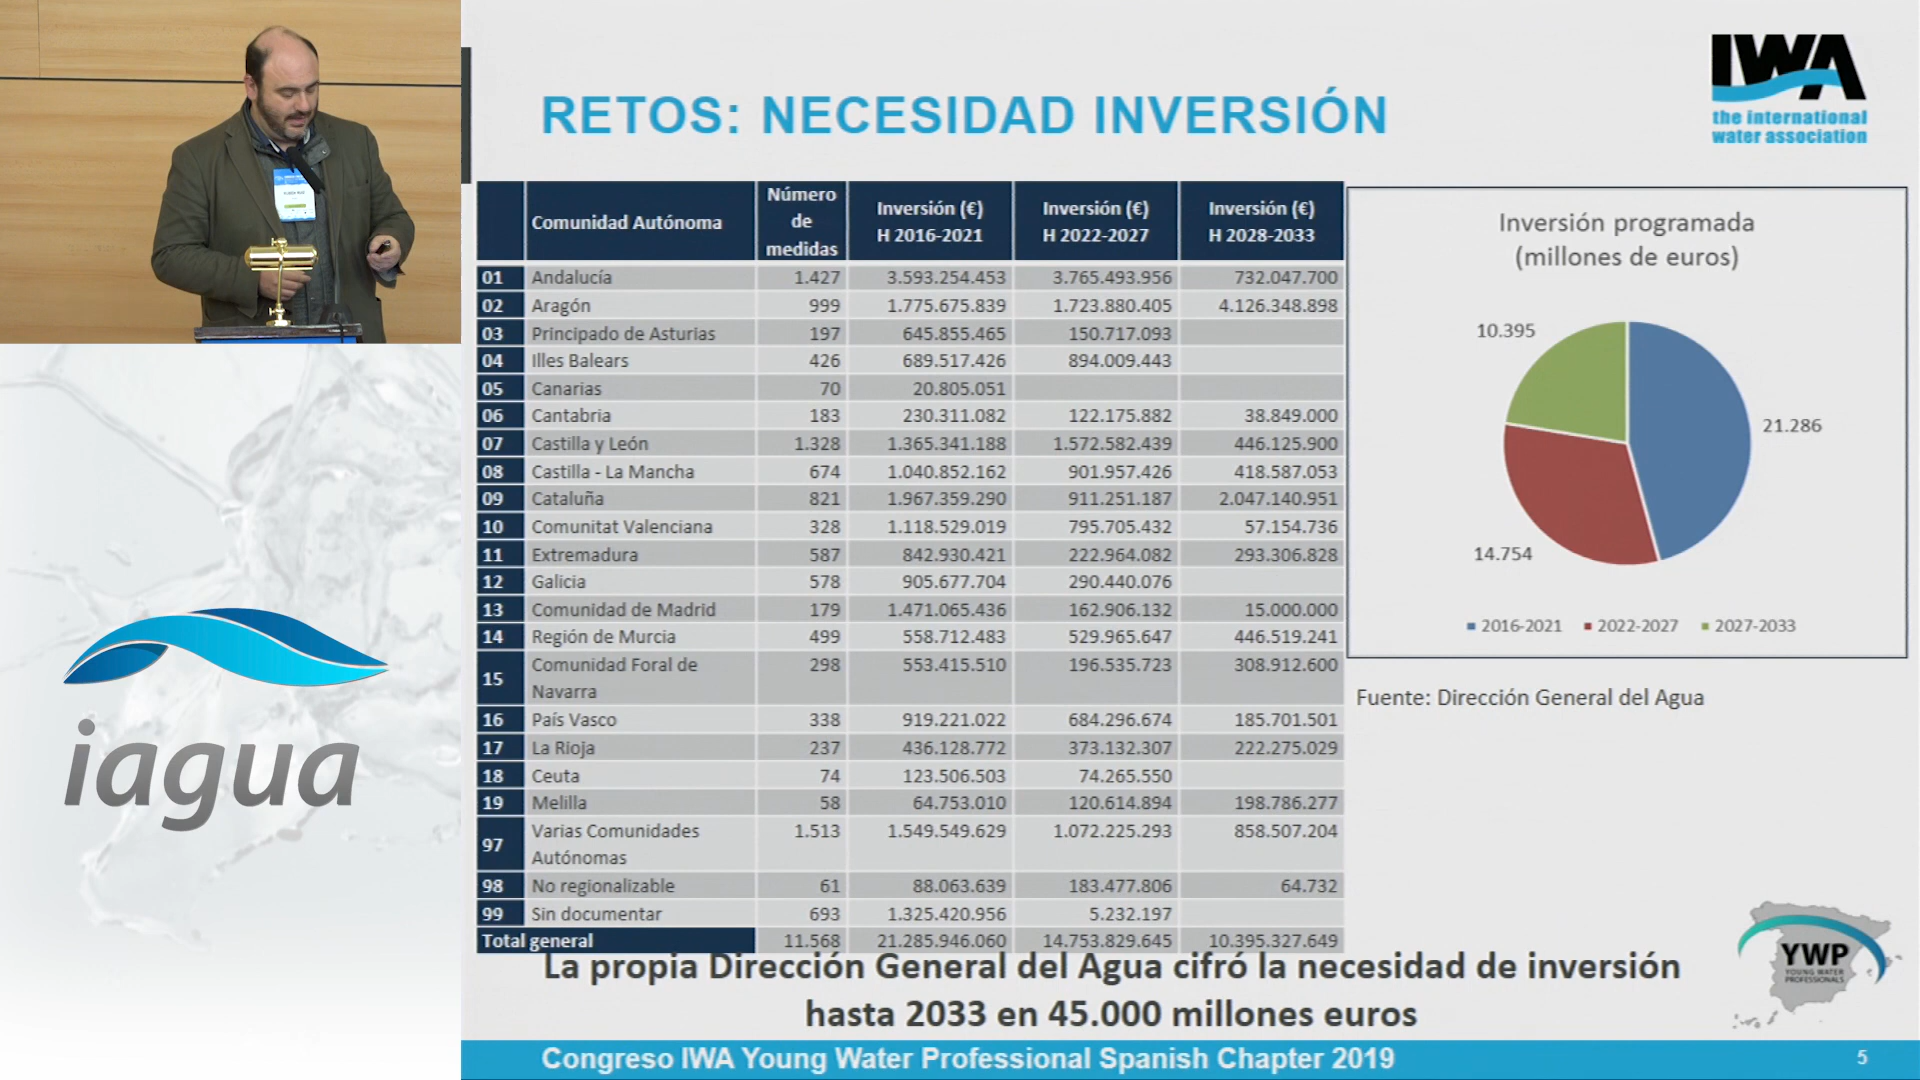 RETOS: NECESIDAD INVERSIÓN
IWA
the international
water association
Comunidad Autónoma | Número de medidas | Inversión (€) H 2016-2021 | Inversión (€) H 2022-2027 | Inversión (€) H 2028-2033
01 Andalucía 1.427 3.593.254.453 3.765.493.956 732.047.700
02 Aragón 999 1.775.675.839 1.723.880.405 4.126.348.898
03 Principado de Asturias 197 645.855.465 150.717.093
04 Illes Balears 426 689.517.426 894.009.443
05 Canarias 70 20.805.051
06 Cantabria 183 230.311.082 122.175.882 38.849.000
07 Castilla y León 1.328 1.365.341.188 1.572.582.439 446.125.900
08 Castilla - La Mancha 674 1.040.852.162 901.957.426 418.587.053
09 Cataluña 821 1.967.359.290 911.251.187 2.047.140.951
10 Comunitat Valenciana 328 1.118.529.019 795.705.432 57.154.736
11 Extremadura 587 842.930.421 222.964.082 293.306.828
12 Galicia 578 905.677.704 290.440.076
13 Comunidad de Madrid 179 1.471.065.436 162.906.132 15.000.000
14 Región de Murcia 499 558.712.483 529.965.647 446.519.241
15 Comunidad Foral de Navarra 298 553.415.510 196.535.723 308.912.600
16 País Vasco 338 919.221.022 684.296.674 185.701.501
17 La Rioja 237 436.128.772 373.132.307 222.275.029
18 Ceuta 74 123.506.503 74.265.550
19 Melilla 58 64.753.010 120.614.894 198.786.277
97 Varias Comunidades Autónomas 1.513 1.549.549.629 1.072.225.293 858.507.204
98 No regionalizable 61 88.063.639 183.477.806 64.732
99 Sin documentar 693 1.325.420.956 5.232.197
Total general 11.568 21.285.946.060 14.753.829.645 10.395.327.649
Inversión programada
(millones de euros)
10.395
21.286
14.754
2016-2021 2022-2027 2027-2033
Fuente: Dirección General del Agua
iagua
La propia Dirección General del Agua cifró la necesidad de inversión
hasta 2033 en 45.000 millones euros
YWP
YOUNG WATER
PROFESSIONALS
Congreso IWA Young Water Professional Spanish Chapter 2019
5